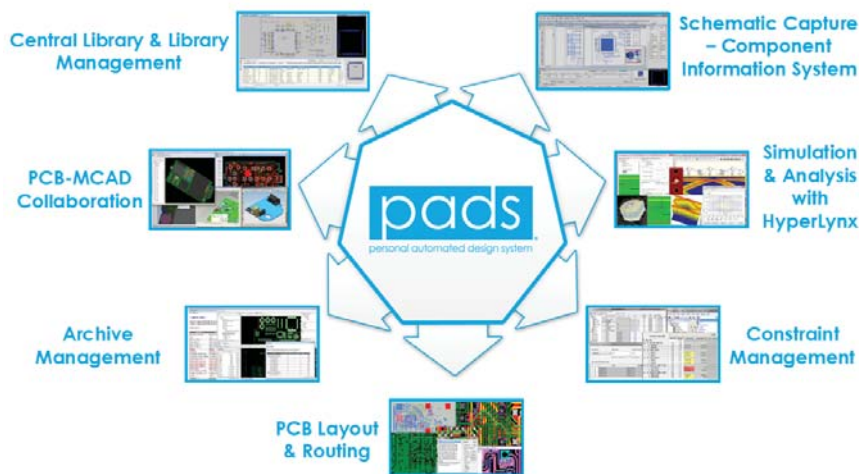 Central Library & Library
Management
Schematic Capture
– Component
Information System
PCB-MCAD
Collaboration
pads
personal automated design system
Simulation
& Analysis
with
HyperLynx
Archive
Management
Constraint
Management
PCB Layout
& Routing